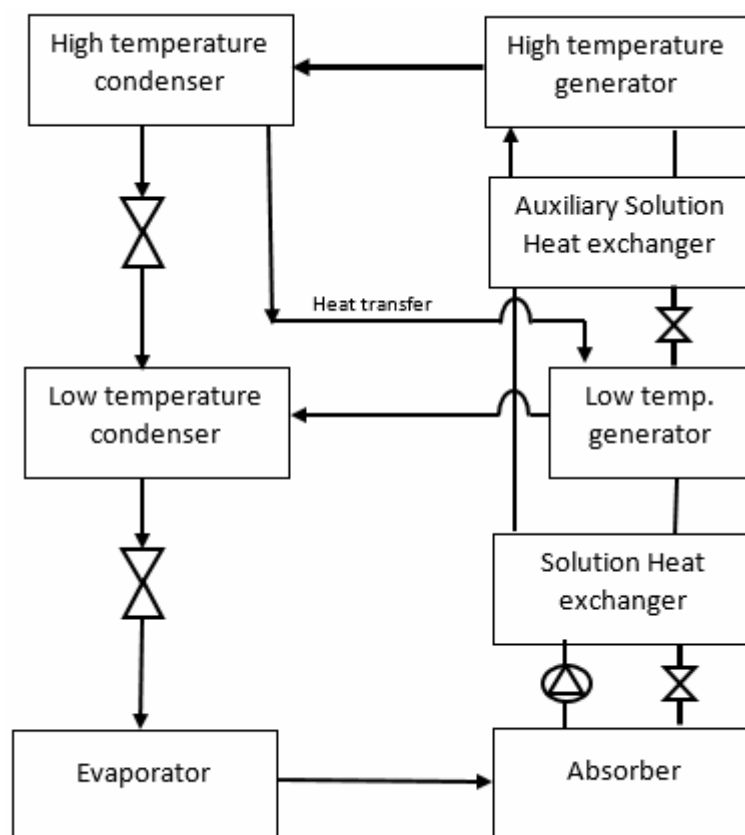 High temperature
condenser
High temperature
generator
Auxiliary Solution
Heat exchanger
Heat transfer
Low temperature
condenser
Low temp.
generator
Solution Heat
exchanger
Evaporator
Absorber